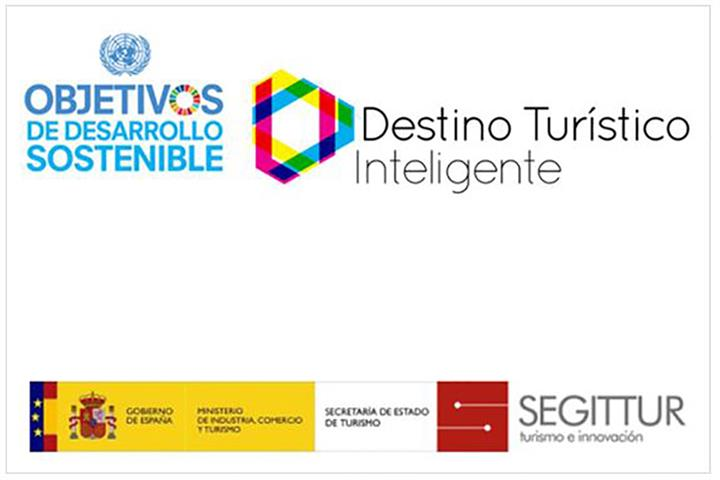 OBJETIVOS
DE DESARROLLO
SOSTENIBLE
Destino Turístico
Inteligente
GOBIERNO
DE ESPAÑA
MINISTERIO
DE INDUSTRIA, COMERCIO
Y TURISMO
SECRETARÍA DE ESTADO
DE TURISMO
SEGITTUR
turismo e innovación